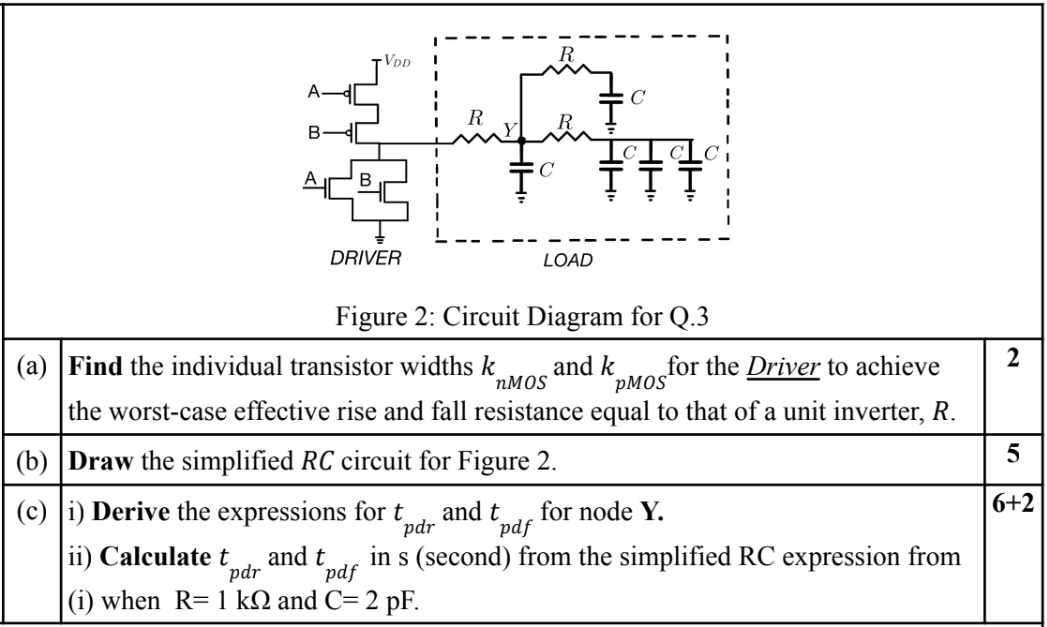 V_DD
A
B
A
B
R
Y
R
C
R
C
C
C
C
DRIVER
LOAD
Figure 2: Circuit Diagram for Q.3
(a) Find the individual transistor widths k_nMOS and k_pMOS for the Driver to achieve 2
the worst-case effective rise and fall resistance equal to that of a unit inverter, R.
(b) Draw the simplified RC circuit for Figure 2. 5
(c) i) Derive the expressions for t_pdr and t_pdf for node Y. 6+2
ii) Calculate t_pdr and t_pdf in s (second) from the simplified RC expression from
(i) when R= 1 kΩ and C= 2 pF.